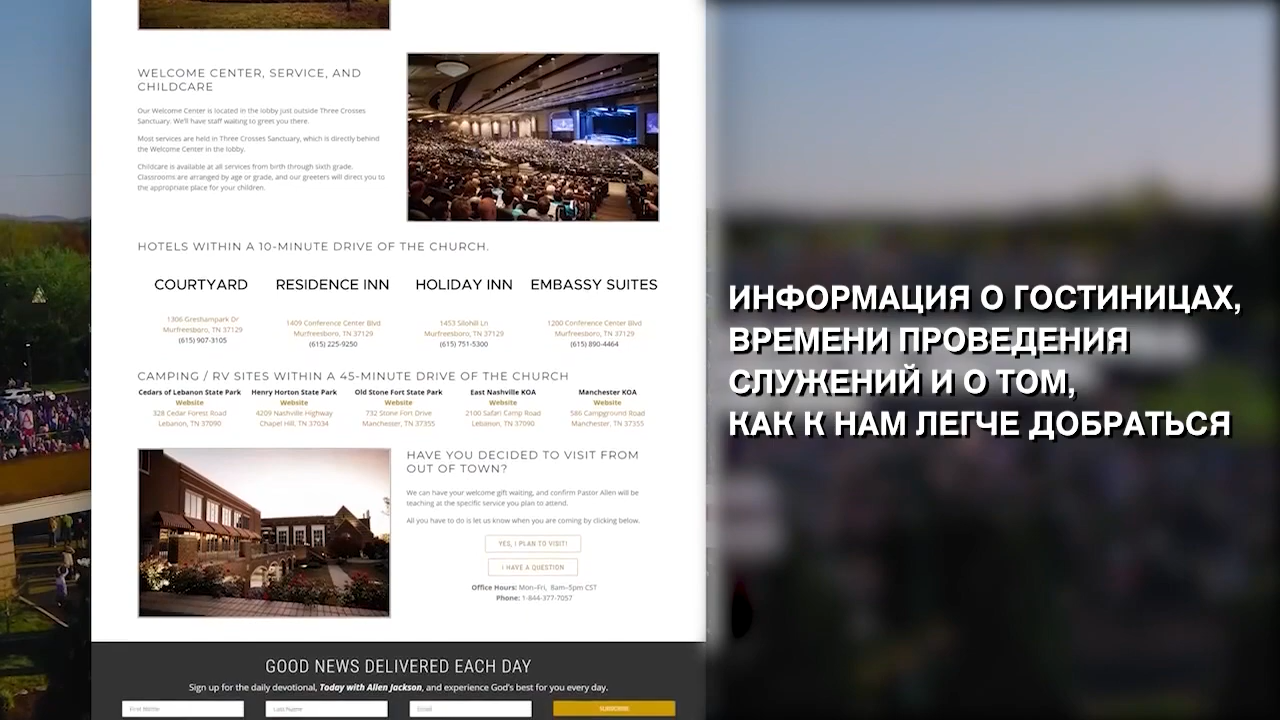 WELCOME CENTER, SERVICE, AND
CHILDCARE
Our Welcome Center is located in the lobby just outside Three Crosses
Sanctuary. We'll have staff waiting to greet you there.
Most services are held in Three Crosses Sanctuary, which is directly behind
the Welcome Center in the lobby.
Childcare is available at all services from birth through sixth grade.
Classrooms are arranged by age or grade, and our greeters will direct you to
the appropriate place for your children.
HOTELS WITHIN A 10-MINUTE DRIVE OF THE CHURCH.
COURTYARD
1306 Greshampark Dr
Murfreesboro, TN 37129
(615) 907-3105
RESIDENCE INN
1409 Conference Center Blvd
Murfreesboro, TN 37129
(615) 225-9250
HOLIDAY INN
1453 Silohill Ln
Murfreesboro, TN 37129
(615) 751-5300
EMBASSY SUITES
1200 Conference Center Blvd
Murfreesboro, TN 37129
(615) 890-4464
CAMPING / RV SITES WITHIN A 45-MINUTE DRIVE OF THE CHURCH
Cedars of Lebanon State Park
Website
328 Cedar Forest Road
Lebanon, TN 37090
Henry Horton State Park
Website
4209 Nashville Highway
Chapel Hill, TN 37034
Old Stone Fort State Park
Website
732 Stone Fort Drive
Manchester, TN 37355
East Nashville KOA
Website
2100 Safari Camp Road
Lebanon, TN 37090
Manchester KOA
Website
586 Campground Road
Manchester, TN 37355
HAVE YOU DECIDED TO VISIT FROM
OUT OF TOWN?
We can have your welcome gift waiting, and confirm Pastor Allen will be
teaching at the specific service you plan to attend.
All you have to do is let us know when you are coming by clicking below.
YES, I PLAN TO VISIT!
I HAVE A QUESTION
Office Hours: Mon–Fri, 8am–5pm CST
Phone: 1-844-377-7057
GOOD NEWS DELIVERED EACH DAY
Sign up for the daily devotional, Today with Allen Jackson, and experience God's best for you every day.
First Name
Last Name
Email
SUBSCRIBE
ИНФОРМАЦИЯ О ГОСТИНИЦАХ,
ВРЕМЕНИ ПРОВЕДЕНИЯ
СЛУЖЕНИЙ И О ТОМ,
КАК К НАМ ЛЕГЧЕ ДОБРАТЬСЯ